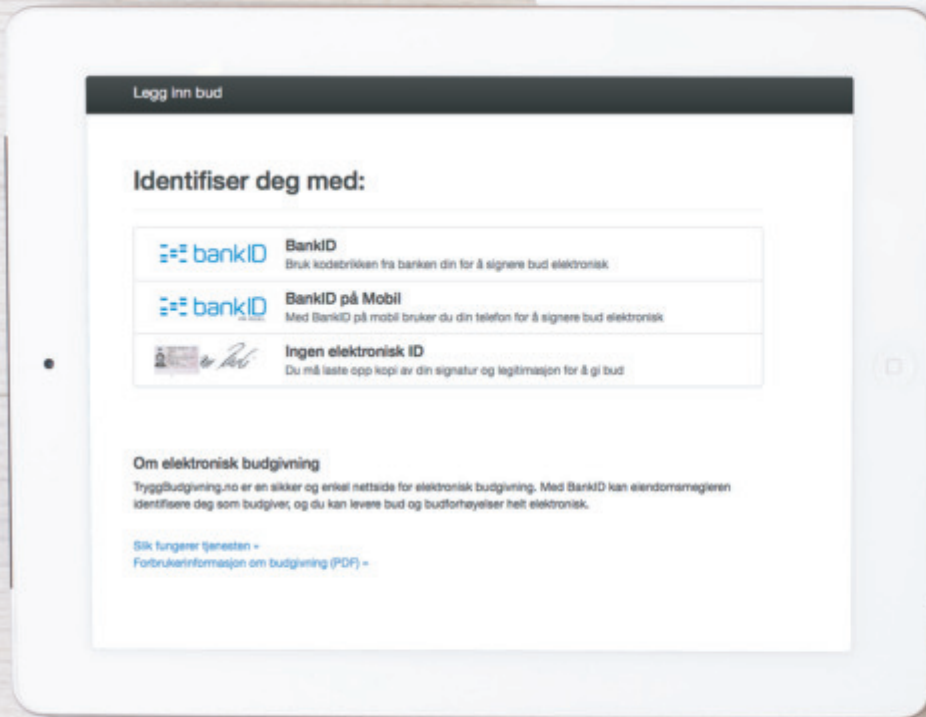 Legg inn bud
Identifiser deg med:
bankID
BankID
Bruk kodebrikken fra banken din for å signere bud elektronisk
bankID
BankID på Mobil
Med BankID på mobil bruker du din telefon for å signere bud elektronisk
Ingen elektronisk ID
Du må laste opp kopi av din signatur og legitimasjon for å gi bud
Om elektronisk budgivning
TryggBudgivning.no er en sikker og enkel nettside for elektronisk budgivning. Med BankID kan eiendomsmegleren
identifisere deg som budgiver, og du kan levere bud og budforhøyelser helt elektronisk.
Slik fungerer tjenesten »
Forbrukerinformasjon om budgivning (PDF) »